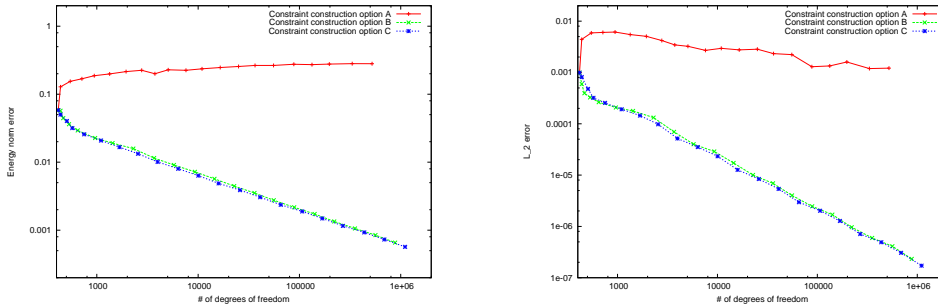 Constraint construction option A
Constraint construction option B
Constraint construction option C
1
0.1
0.01
0.001
Energy norm error
1000
10000
100000
1e+06
# of degrees of freedom
Constraint construction option A
Constraint construction option B
Constraint construction option C
0.01
0.001
0.0001
1e-05
1e-06
1e-07
L_2 error
1000
10000
100000
1e+06
# of degrees of freedom